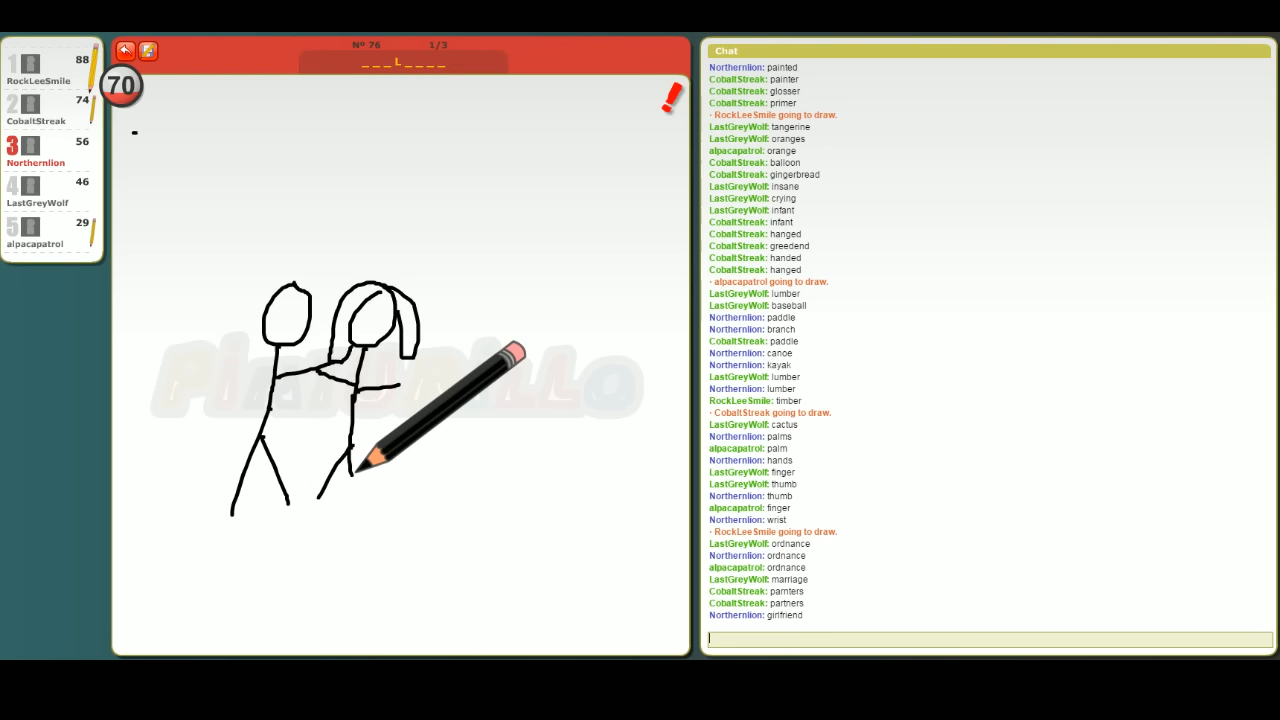 1 88
RockLeeSmile
2 74
CobaltStreak
3 56
Northernlion
4 46
LastGreyWolf
5 29
alpacapatrol
70
Nº 76 1/3
_ _ _ L _ _ _ _
Chat
Northernlion: painted
CobaltStreak: painter
CobaltStreak: glosser
CobaltStreak: primer
· RockLeeSmile going to draw.
LastGreyWolf: tangerine
LastGreyWolf: oranges
alpacapatrol: orange
CobaltStreak: balloon
CobaltStreak: gingerbread
LastGreyWolf: insane
LastGreyWolf: crying
LastGreyWolf: infant
CobaltStreak: infant
CobaltStreak: hanged
CobaltStreak: greedend
CobaltStreak: handed
CobaltStreak: hanged
· alpacapatrol going to draw.
LastGreyWolf: lumber
LastGreyWolf: baseball
Northernlion: paddle
Northernlion: branch
CobaltStreak: paddle
Northernlion: canoe
Northernlion: kayak
LastGreyWolf: lumber
Northernlion: lumber
RockLeeSmile: timber
· CobaltStreak going to draw.
LastGreyWolf: cactus
Northernlion: palms
alpacapatrol: palm
Northernlion: hands
LastGreyWolf: finger
LastGreyWolf: thumb
Northernlion: thumb
alpacapatrol: finger
Northernlion: wrist
· RockLeeSmile going to draw.
LastGreyWolf: ordnance
Northernlion: ordnance
alpacapatrol: ordnance
LastGreyWolf: marriage
CobaltStreak: parnters
CobaltStreak: partners
Northernlion: girlfriend